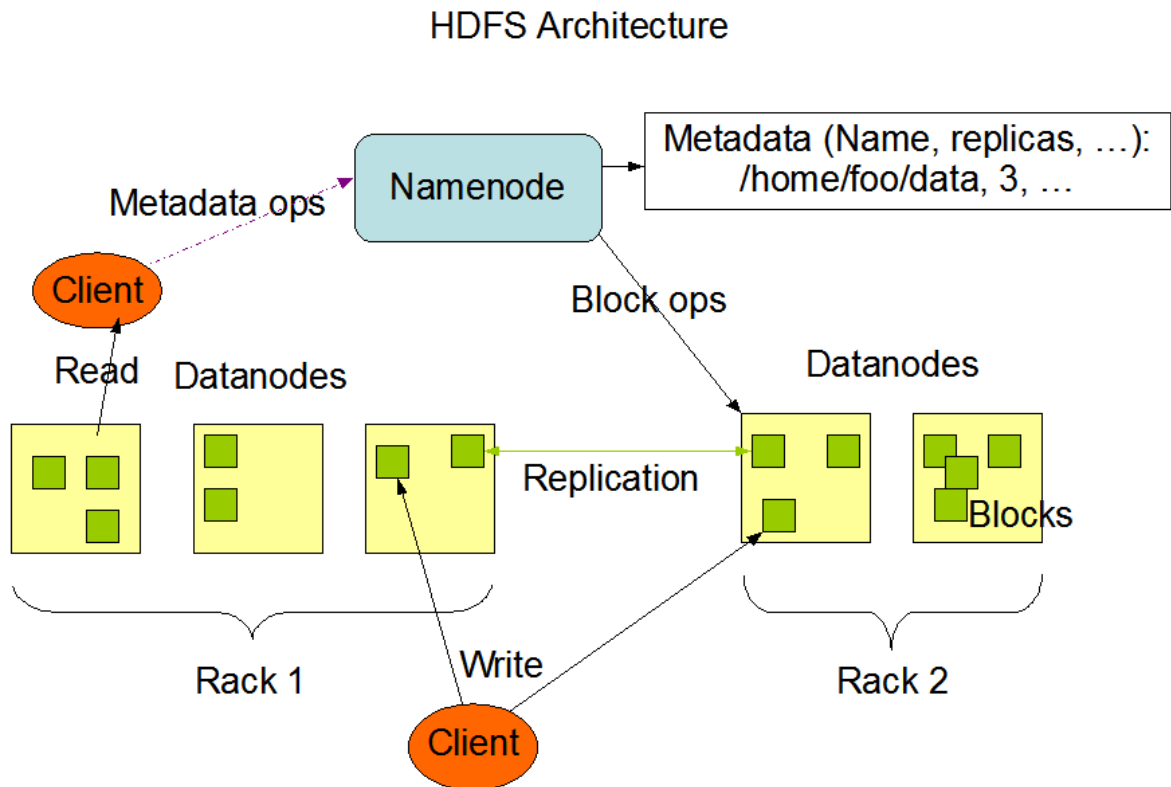 HDFS Architecture
Metadata (Name, replicas, …):
/home/foo/data, 3, …
Namenode
Metadata ops
Client
Block ops
Read
Datanodes
Datanodes
Replication
Blocks
Rack 1
Write
Rack 2
Client